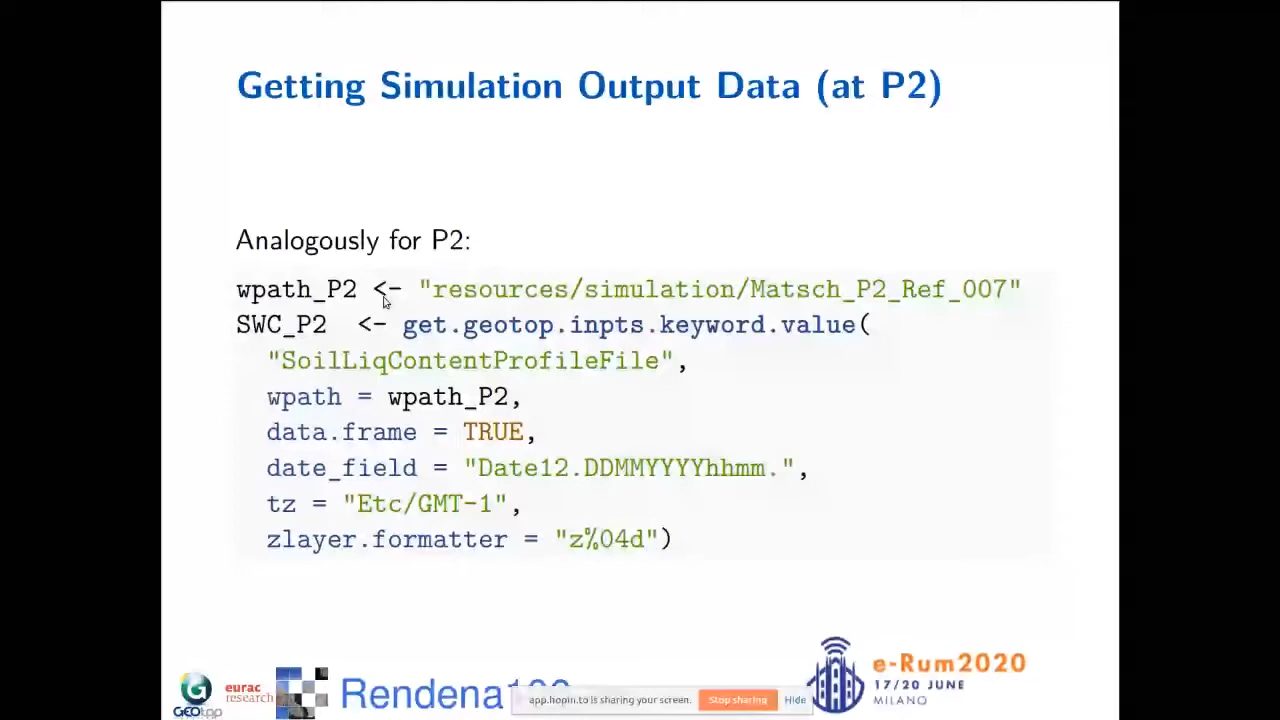 Getting Simulation Output Data (at P2)
Analogously for P2:
wpath_P2 <- "resources/simulation/Matsch_P2_Ref_007"
SWC_P2  <- get.geotop.inpts.keyword.value(
  "SoilLiqContentProfileFile",
  wpath = wpath_P2,
  data.frame = TRUE,
  date_field = "Date12.DDMMYYYYhhmm.",
  tz = "Etc/GMT-1",
  zlayer.formatter = "z%04d")
GEOtop
eurac
research
Rendena
app.hopin.to is sharing your screen.
Stop sharing
Hide
e-Rum2020
17/20 JUNE
MILANO